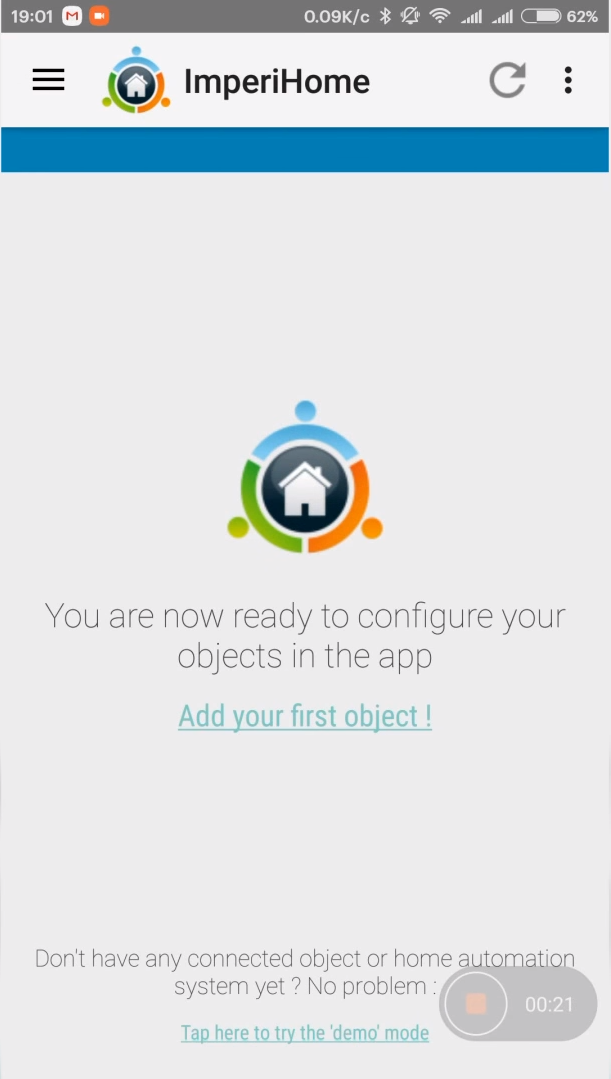 19:01 0.09K/c 62%
ImperiHome
You are now ready to configure your
objects in the app
Add your first object !
Don't have any connected object or home automation
system yet ? No problem :
00:21
Tap here to try the 'demo' mode